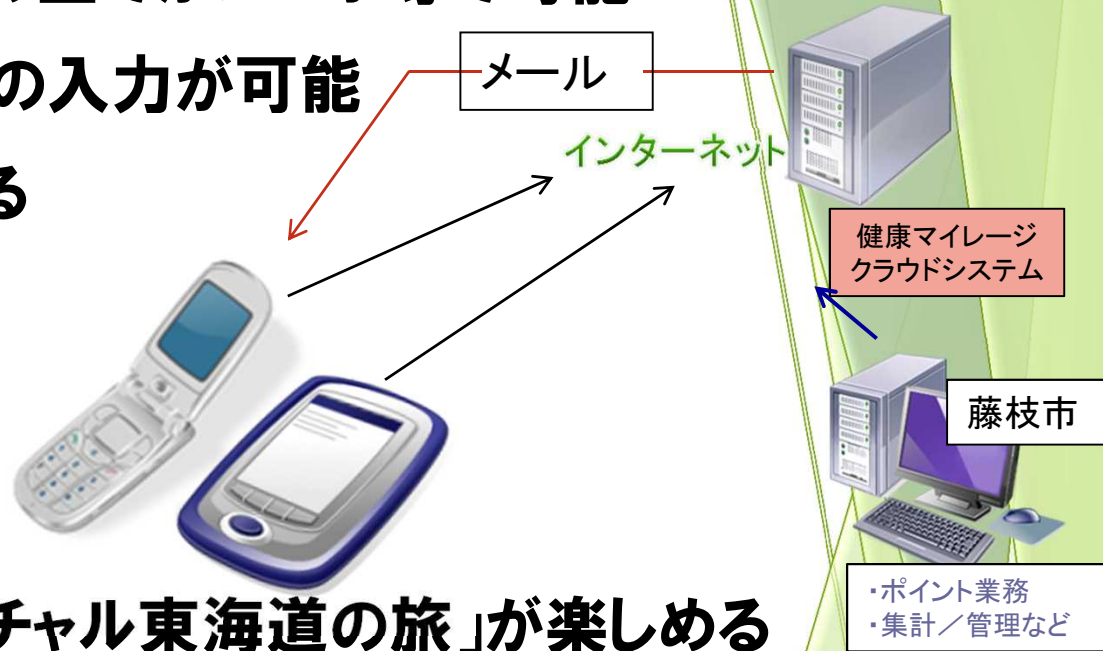 の入力が可能
メール
インターネット
る
健康マイレージ
クラウドシステム
藤枝市
・ポイント業務
・集計／管理など
チャル東海道の旅」が楽しめる